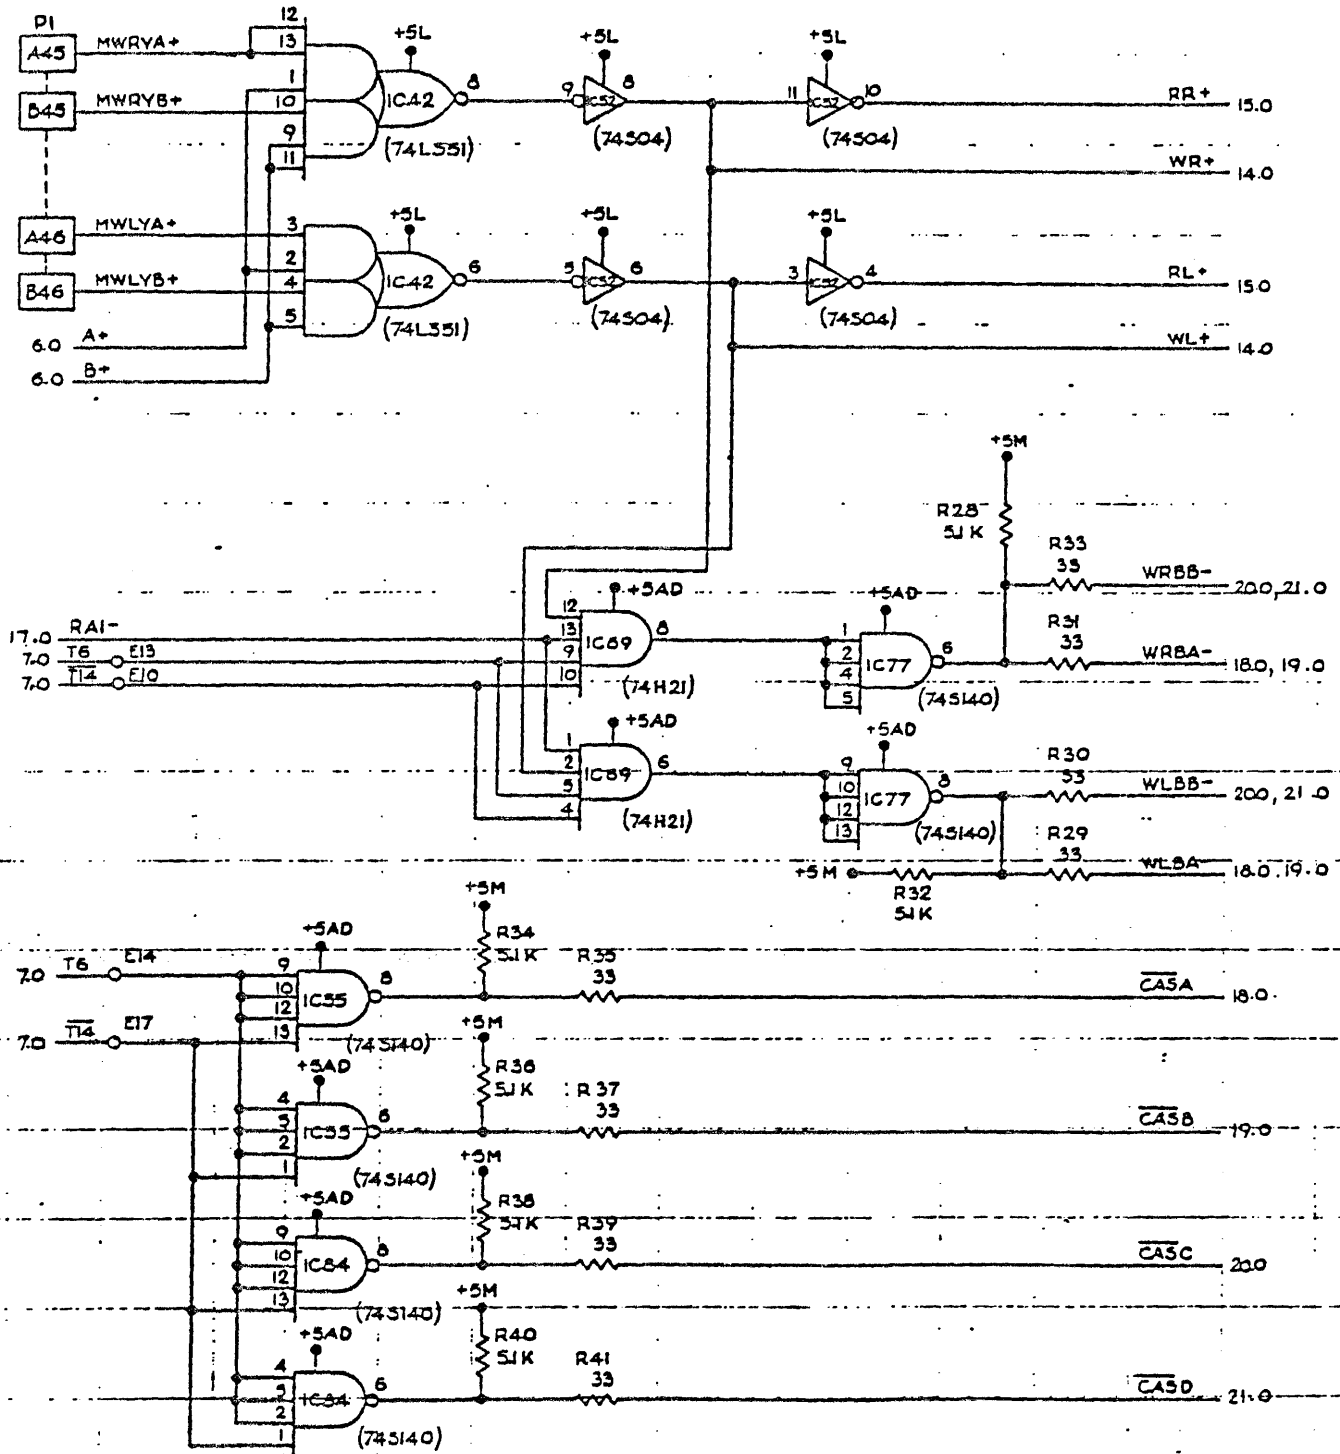 P1
12
A45 MWRYA+ 13 +5L +5L +5L
1 8 9 8 11 10 RR+ 15.0
B45 MWRYB+ 10 IC42 IC52 IC52
9 (74LS51) (74S04) (74S04)
11 WR+ 14.0
A46 MWLYA+ 3 +5L +5L +5L
2 6 5 6 3 4 RL+ 15.0
B46 MWLYB+ 4 IC42 IC52 IC52
5 (74LS51) (74S04) (74S04)
6.0 A+ WL+ 14.0
6.0 B+
+5M
R28
5.1K
R33
33
WRBB- 20.0, 21.0
12 +5AD +5AD R31
17.0 RA1- 13 8 1 33
7.0 T6 E13 9 IC89 2 IC77 6 WRBA- 18.0, 19.0
7.0 T14 E10 10 (74H21) 4 (74S140)
5
+5AD +5AD
1 R30
2 IC89 6 9 8 33 WLBB- 20.0, 21.0
5 10 IC77
4 (74H21) 12 (74S140) R29
13 33
+5M WLBA 18.0, 19.0
R32
5.1K
+5M
+5AD R34
7.0 T6 E14 9 5.1K R35
10 IC55 8 33 CASA 18.0
12
7.0 T14 E17 13 (74S140) +5M
+5AD R36
4 5.1K R37
5 IC55 6 33 CASB 19.0
2
1 (74S140) +5M
+5AD R38
9 5.1K R39
10 IC84 8 33 CASC 20.0
12
13 (74S140) +5M
+5AD R40
4 5.1K R41
5 IC84 6 33 CASD 21.0
2
1 (74S140)